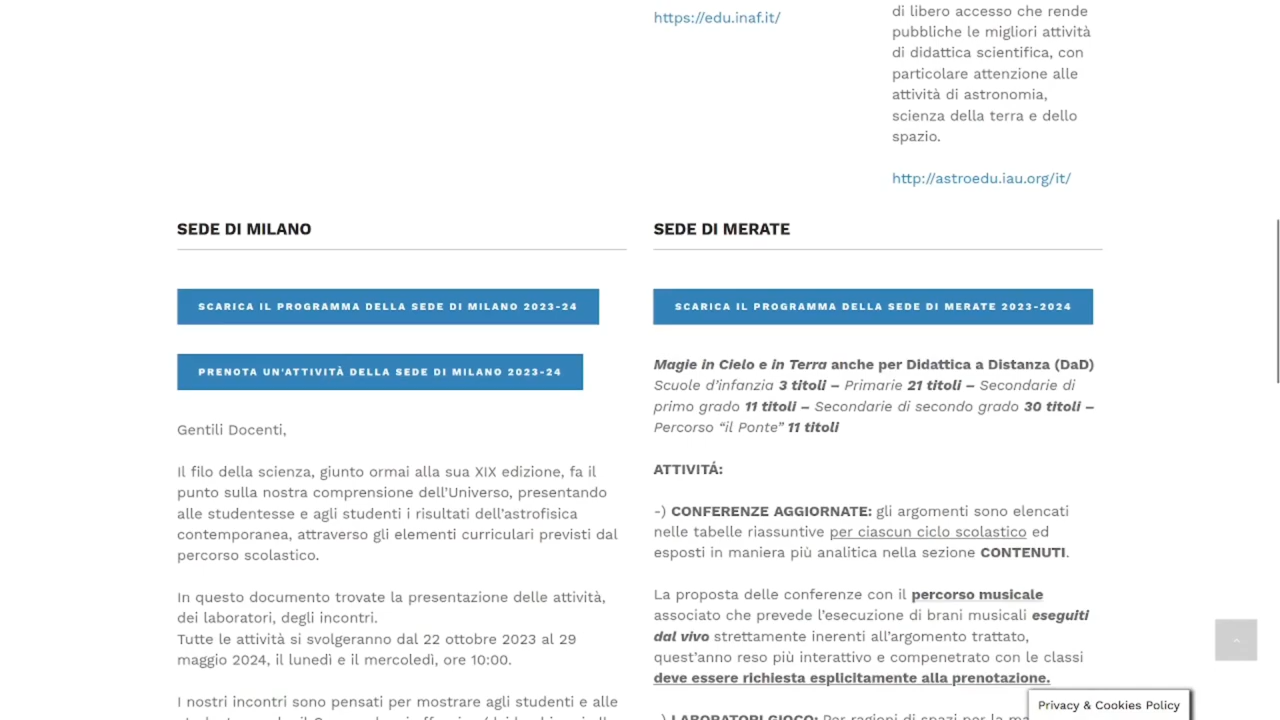 https://edu.inaf.it/
di libero accesso che rende
pubbliche le migliori attività
di didattica scientifica, con
particolare attenzione alle
attività di astronomia,
scienza della terra e dello
spazio.
http://astroedu.iau.org/it/
SEDE DI MILANO
SCARICA IL PROGRAMMA DELLA SEDE DI MILANO 2023-24
PRENOTA UN'ATTIVITÀ DELLA SEDE DI MILANO 2023-24
Gentili Docenti,
Il filo della scienza, giunto ormai alla sua XIX edizione, fa il
punto sulla nostra comprensione dell'Universo, presentando
alle studentesse e agli studenti i risultati dell'astrofisica
contemporanea, attraverso gli elementi curriculari previsti dal
percorso scolastico.
In questo documento trovate la presentazione delle attività,
dei laboratori, degli incontri.
Tutte le attività si svolgeranno dal 22 ottobre 2023 al 29
maggio 2024, il lunedì e il mercoledì, ore 10:00.
I nostri incontri sono pensati per mostrare agli studenti e alle
SEDE DI MERATE
SCARICA IL PROGRAMMA DELLA SEDE DI MERATE 2023-2024
Magie in Cielo e in Terra anche per Didattica a Distanza (DaD)
Scuole d'infanzia 3 titoli – Primarie 21 titoli – Secondarie di
primo grado 11 titoli – Secondarie di secondo grado 30 titoli –
Percorso "il Ponte" 11 titoli
ATTIVITÁ:
-) CONFERENZE AGGIORNATE: gli argomenti sono elencati
nelle tabelle riassuntive per ciascun ciclo scolastico ed
esposti in maniera più analitica nella sezione CONTENUTI.
La proposta delle conferenze con il percorso musicale
associato che prevede l'esecuzione di brani musicali eseguiti
dal vivo strettamente inerenti all'argomento trattato,
quest'anno reso più interattivo e compenetrato con le classi
deve essere richiesta esplicitamente alla prenotazione.
-) LABORATORI GIOCO: Per ragioni di spazi per la
Privacy & Cookies Policy